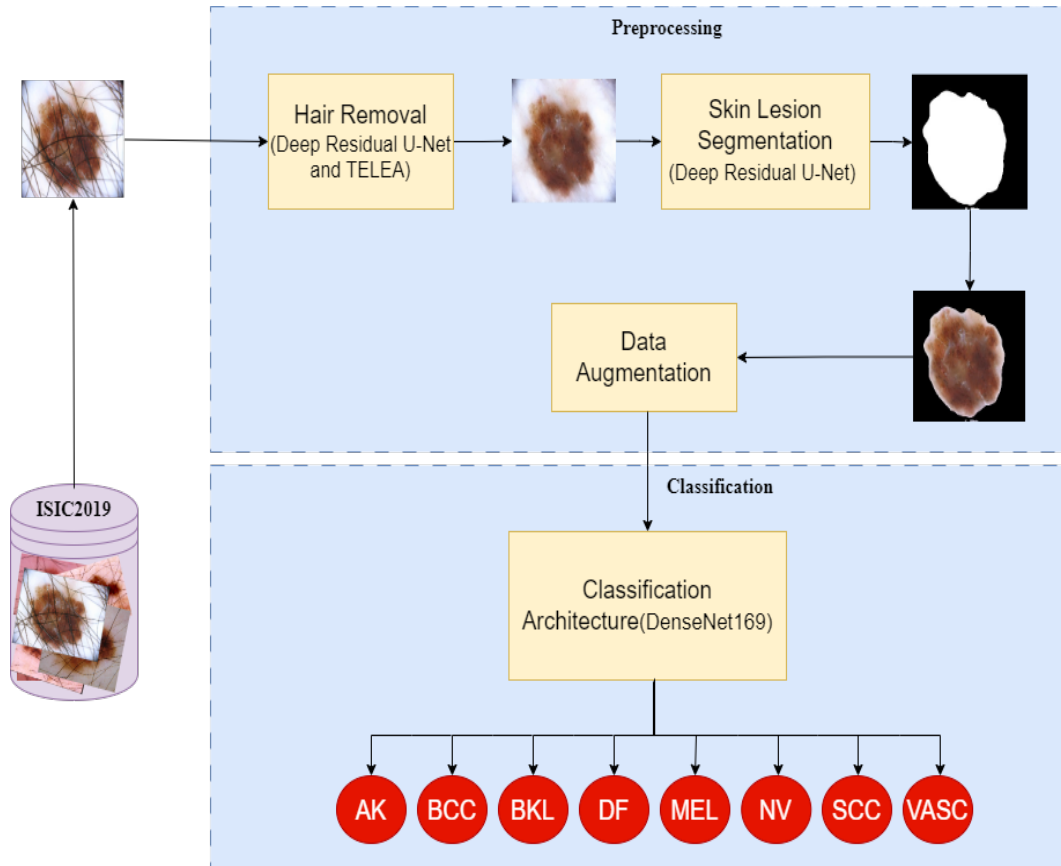 Preprocessing
Hair Removal
(Deep Residual U-Net
and TELEA)
Skin Lesion
Segmentation
(Deep Residual U-Net)
Data
Augmentation
ISIC2019
Classification
Classification
Architecture(DenseNet169)
AK
BCC
BKL
DF
MEL
NV
SCC
VASC